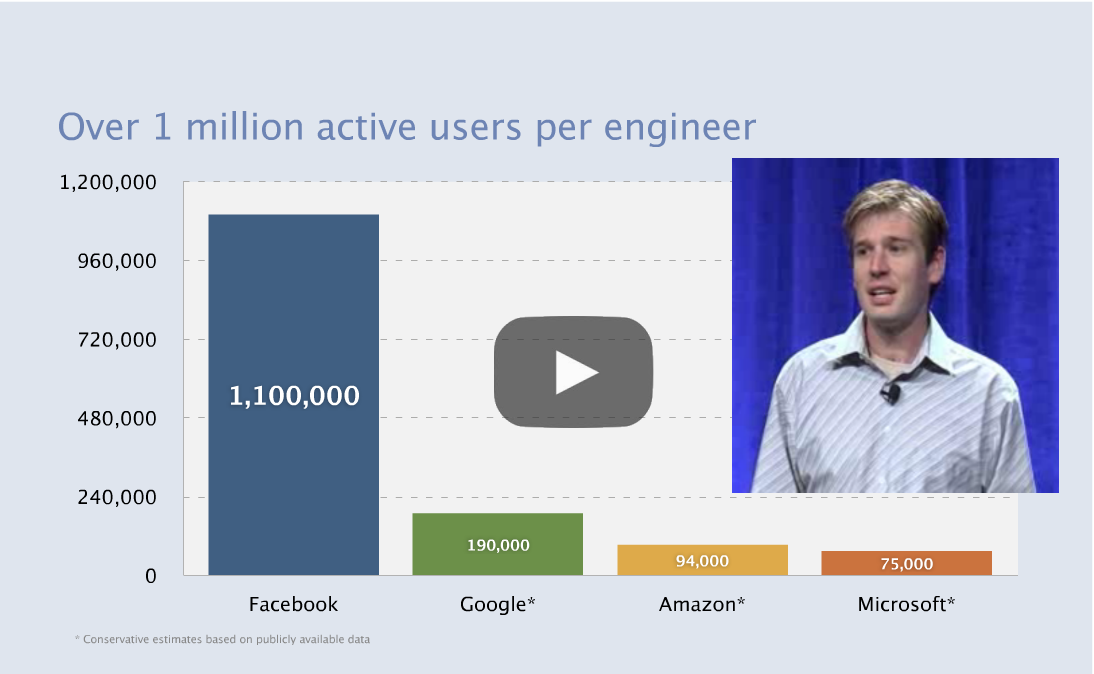 Over 1 million active users per engineer
1,200,000
960,000
720,000
480,000
240,000
0
1,100,000
190,000
94,000
75,000
Facebook
Google*
Amazon*
Microsoft*
* Conservative estimates based on publicly available data